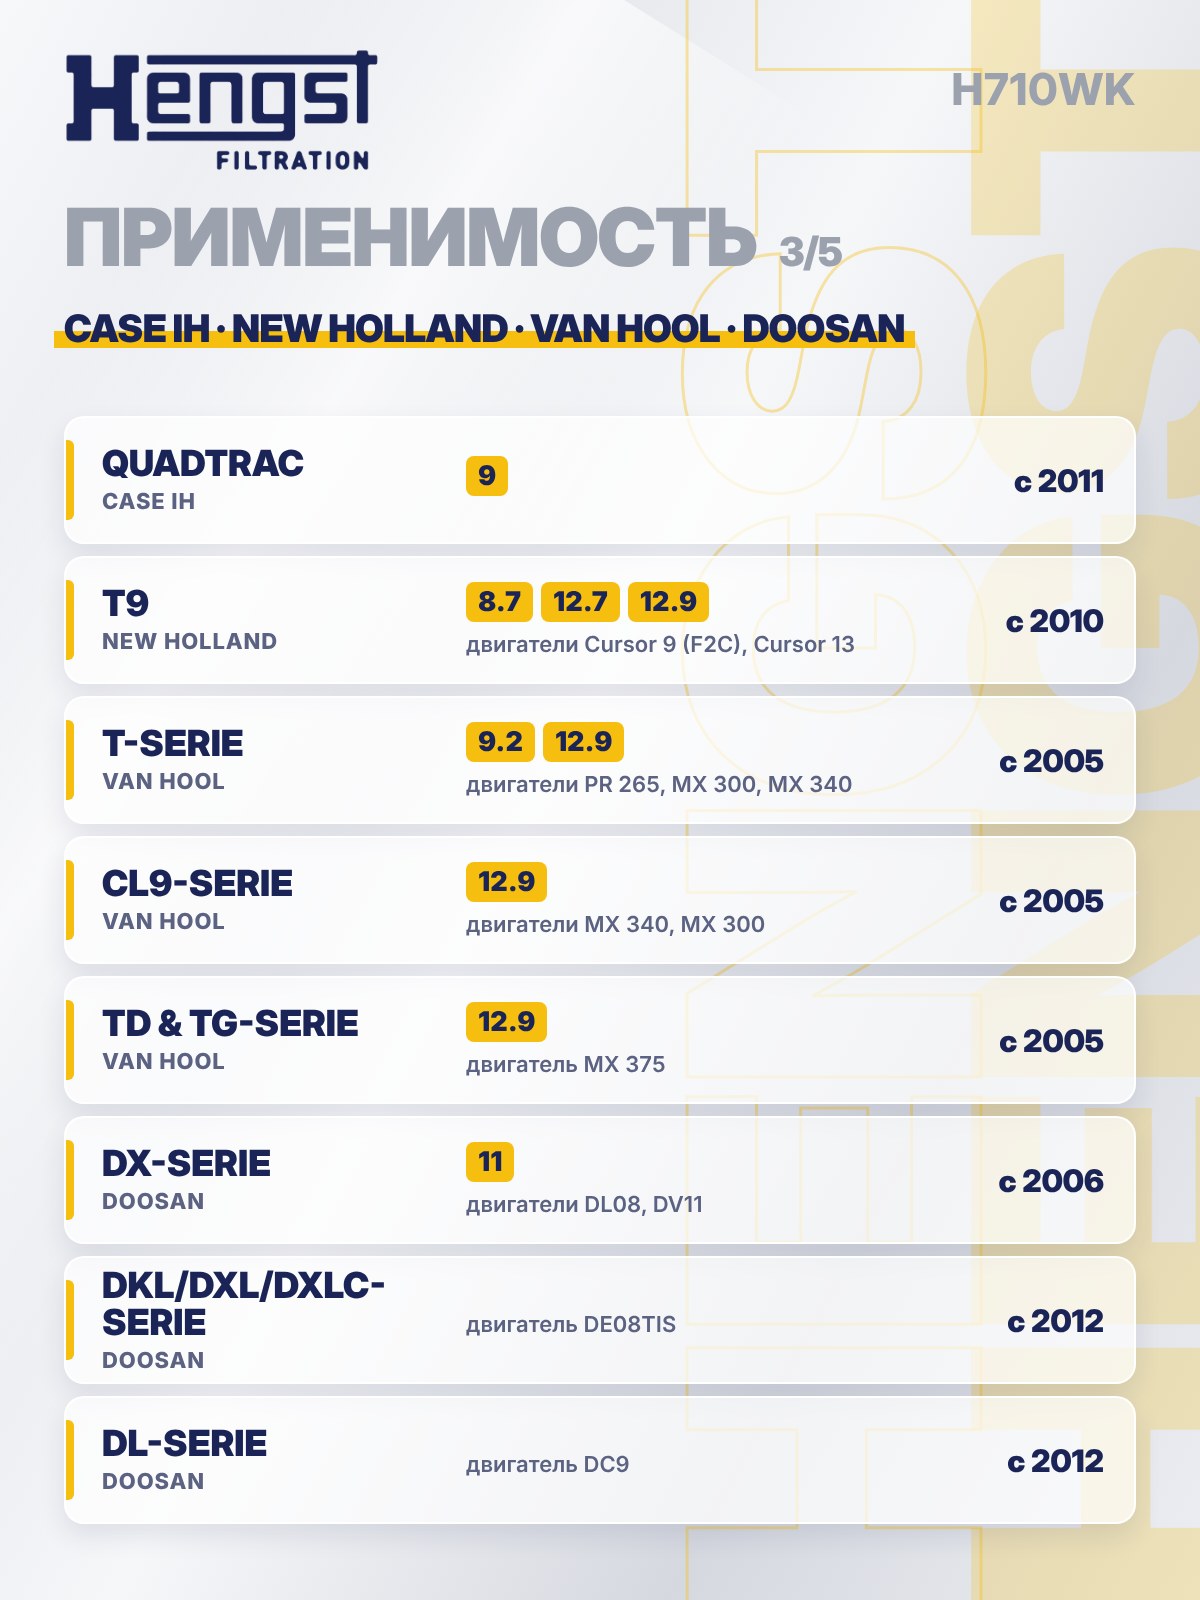 Hengst
FILTRATION
H710WK
ПРИМЕНИМОСТЬ 3/5
CASE IH · NEW HOLLAND · VAN HOOL · DOOSAN
QUADTRAC
CASE IH
9
с 2011
T9
NEW HOLLAND
8.7 12.7 12.9
двигатели Cursor 9 (F2C), Cursor 13
с 2010
T-SERIE
VAN HOOL
9.2 12.9
двигатели PR 265, MX 300, MX 340
с 2005
CL9-SERIE
VAN HOOL
12.9
двигатели MX 340, MX 300
с 2005
TD & TG-SERIE
VAN HOOL
12.9
двигатель MX 375
с 2005
DX-SERIE
DOOSAN
11
двигатели DL08, DV11
с 2006
DKL/DXL/DXLC-
SERIE
DOOSAN
двигатель DE08TIS
с 2012
DL-SERIE
DOOSAN
двигатель DC9
с 2012
HENGST
HENGST